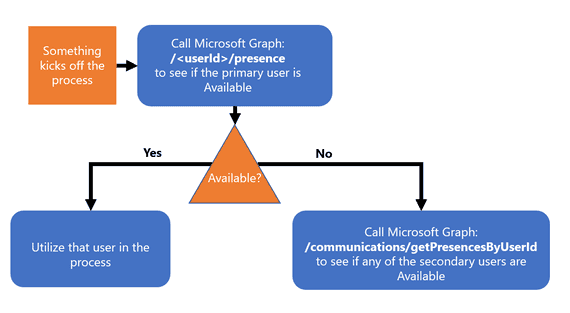 Something
kicks off the
process
Call Microsoft Graph:
/<userId>/presence
to see if the primary user is
Available
Yes
No
Available?
Utilize that user in the
process
Call Microsoft Graph:
/communications/getPresencesByUserId
to see if any of the secondary users are
Available